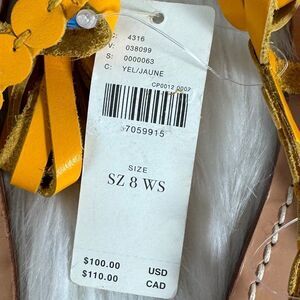 4316
V: 038099
S: 0000063
C: YEL/JAUNE
CP0012 0007
7059915
SIZE
SZ 8 WS
$100.00 USD
$110.00 CAD